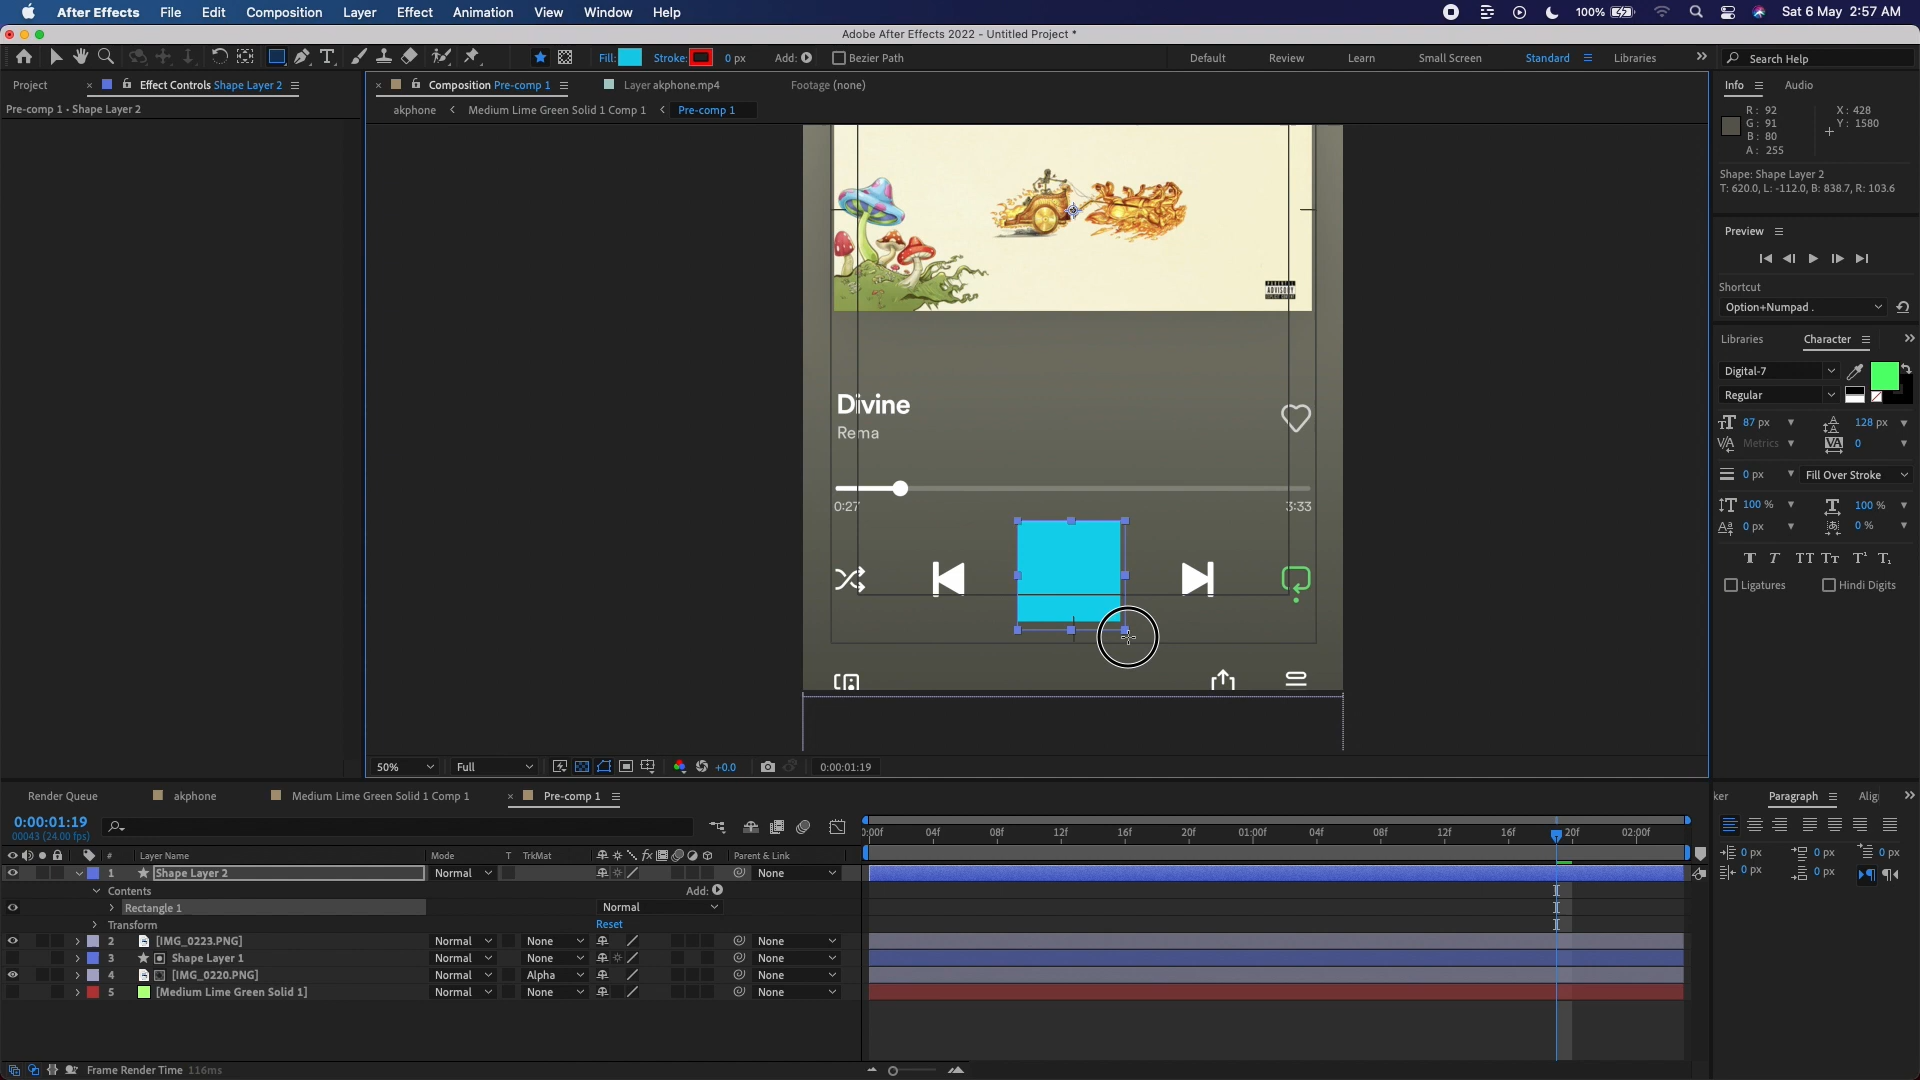 After Effects File Edit Composition Layer Effect Animation View Window Help 100% Sat 6 May 2:57 AM
Adobe After Effects 2022 - Untitled Project *
Fill: Stroke: 0 px Add: Bezier Path Default Review Learn Small Screen Standard Libraries Search Help
Project Effect Controls Shape Layer 2 Composition Pre-comp 1 Layer akphone.mp4 Footage (none) Info Audio
Pre-comp 1 • Shape Layer 2 akphone Medium Lime Green Solid 1 Comp 1 Pre-comp 1
R: 92 X: 428
G: 91 Y: 1580
B: 80
A: 255
Shape: Shape Layer 2
T: 620.0, L: -112.0, B: 838.7, R: 103.6
Preview
Shortcut
Option+Numpad .
Libraries Character
Digital-7
Regular
87 px 128 px
Metrics 0
0 px Fill Over Stroke
100 % 100 %
0 px 0 %
T T TT Tt T¹ T₁
Ligatures Hindi Digits
PARENTAL
ADVISORY
Divine
Rema
0:27 3:33
50% Full +0.0 0:00:01:19
Render Queue akphone Medium Lime Green Solid 1 Comp 1 Pre-comp 1
Paragraph
0:00:01:19
00043 (24.00 fps)
:00f 04f 08f 12f 16f 20f 01:00f 04f 08f 12f 16f 20f 02:00f
# Layer Name Mode T TrkMat Parent & Link
1 Shape Layer 2 Normal None
Contents Add:
Rectangle 1 Normal
Transform Reset
2 [IMG_0223.PNG] Normal None None
3 Shape Layer 1 Normal None None
4 [IMG_0220.PNG] Normal Alpha None
5 [Medium Lime Green Solid 1] Normal None None
0 px 0 px 0 px
0 px 0 px
Frame Render Time 116ms